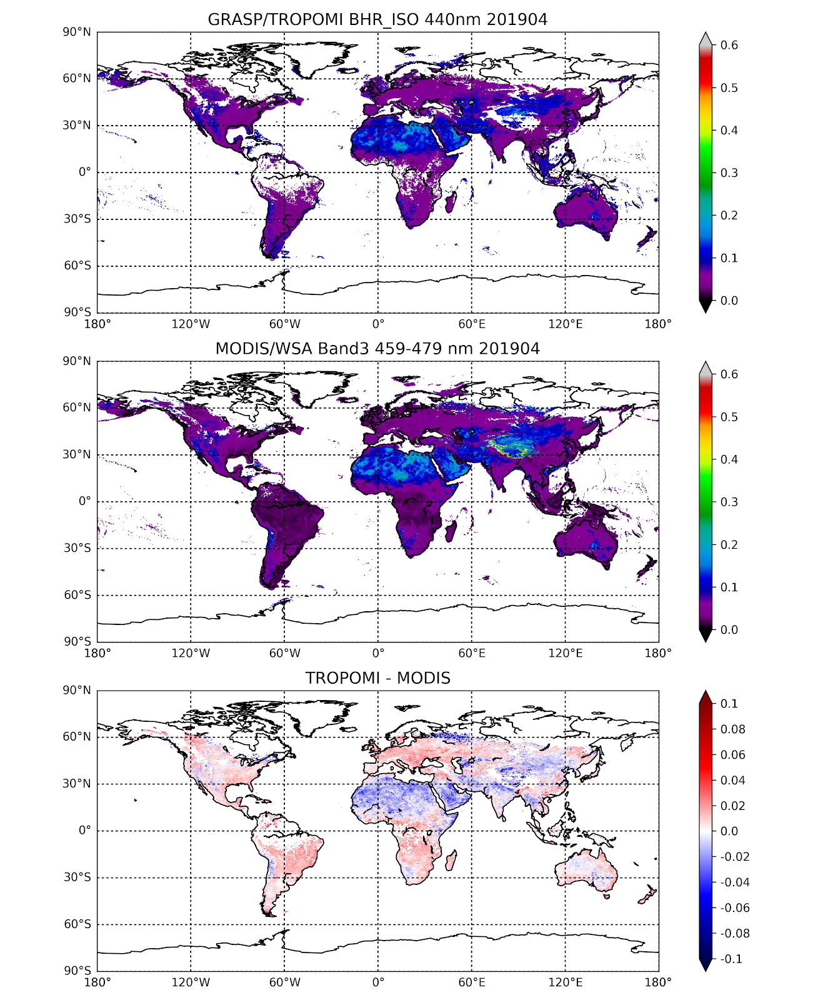 GRASP/TROPOMI BHR_ISO 440nm 201904
90°N
60°N
30°N
0°
30°S
60°S
90°S
180° 120°W 60°W 0° 60°E 120°E 180°
0.6
0.5
0.4
0.3
0.2
0.1
0.0
MODIS/WSA Band3 459-479 nm 201904
90°N
60°N
30°N
0°
30°S
60°S
90°S
180° 120°W 60°W 0° 60°E 120°E 180°
0.6
0.5
0.4
0.3
0.2
0.1
0.0
TROPOMI - MODIS
90°N
60°N
30°N
0°
30°S
60°S
90°S
180° 120°W 60°W 0° 60°E 120°E 180°
0.1
0.08
0.06
0.04
0.02
0.0
-0.02
-0.04
-0.06
-0.08
-0.1